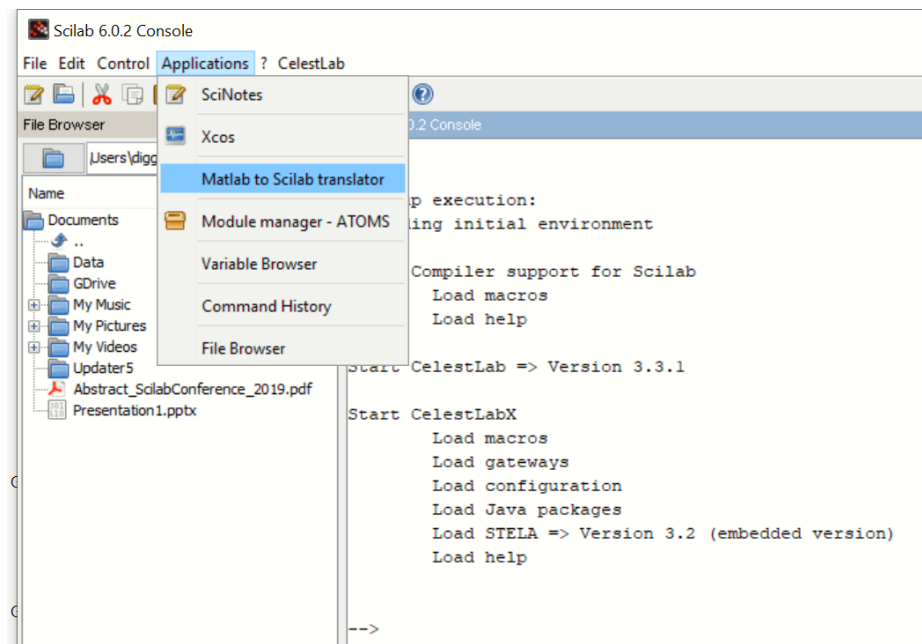 Scilab 6.0.2 Console
File Edit Control Applications ? CelestLab
SciNotes
Xcos
Matlab to Scilab translator
Module manager - ATOMS
Variable Browser
Command History
File Browser
File Browser
Users\digg
Name
Documents
..
Data
GDrive
My Music
My Pictures
My Videos
Updater5
Abstract_ScilabConference_2019.pdf
Presentation1.pptx
.2 Console
execution:
initial environment
Compiler support for Scilab
Load macros
Load help
Start CelestLab => Version 3.3.1
Start CelestLabX
Load macros
Load gateways
Load configuration
Load Java packages
Load STELA => Version 3.2 (embedded version)
Load help
-->